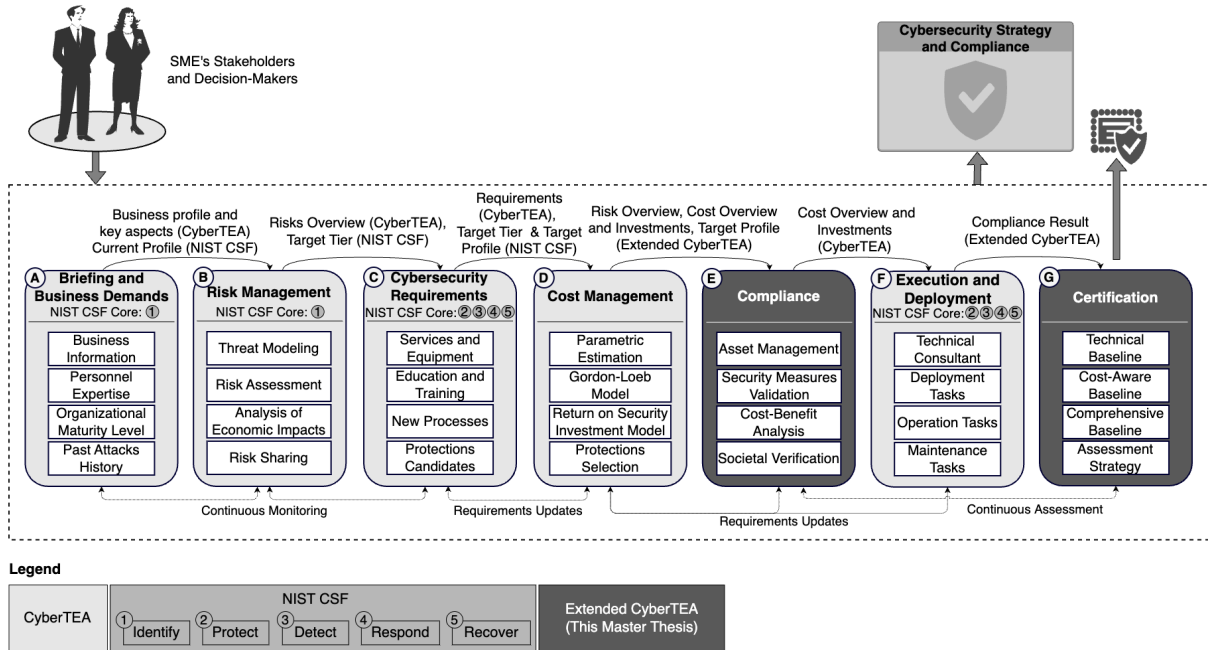 SME's Stakeholders
and Decision-Makers
Cybersecurity Strategy
and Compliance
Business profile and
key aspects (CyberTEA)
Current Profile (NIST CSF)
Risks Overview (CyberTEA),
Target Tier (NIST CSF)
Requirements
(CyberTEA),
Target Tier & Target
Profile (NIST CSF)
Risk Overview, Cost Overview
and Investments, Target Profile
(Extended CyberTEA)
Cost Overview and
Investments
(CyberTEA)
Compliance Result
(Extended CyberTEA)
A
Briefing and
Business Demands
NIST CSF Core: 1
Business
Information
Personnel
Expertise
Organizational
Maturity Level
Past Attacks
History
B
Risk Management
NIST CSF Core: 1
Threat Modeling
Risk Assessment
Analysis of
Economic Impacts
Risk Sharing
C
Cybersecurity
Requirements
NIST CSF Core: 2 3 4 5
Services and
Equipment
Education and
Training
New Processes
Protections
Candidates
D
Cost Management
Parametric
Estimation
Gordon-Loeb
Model
Return on Security
Investment Model
Protections
Selection
E
Compliance
Asset Management
Security Measures
Validation
Cost-Benefit
Analysis
Societal Verification
F
Execution and
Deployment
NIST CSF Core: 2 3 4 5
Technical
Consultant
Deployment
Tasks
Operation Tasks
Maintenance
Tasks
G
Certification
Technical
Baseline
Cost-Aware
Baseline
Comprehensive
Baseline
Assessment
Strategy
Continuous Monitoring
Requirements Updates
Requirements Updates
Continuous Assessment
Legend
CyberTEA
NIST CSF
1 Identify
2 Protect
3 Detect
4 Respond
5 Recover
Extended CyberTEA
(This Master Thesis)